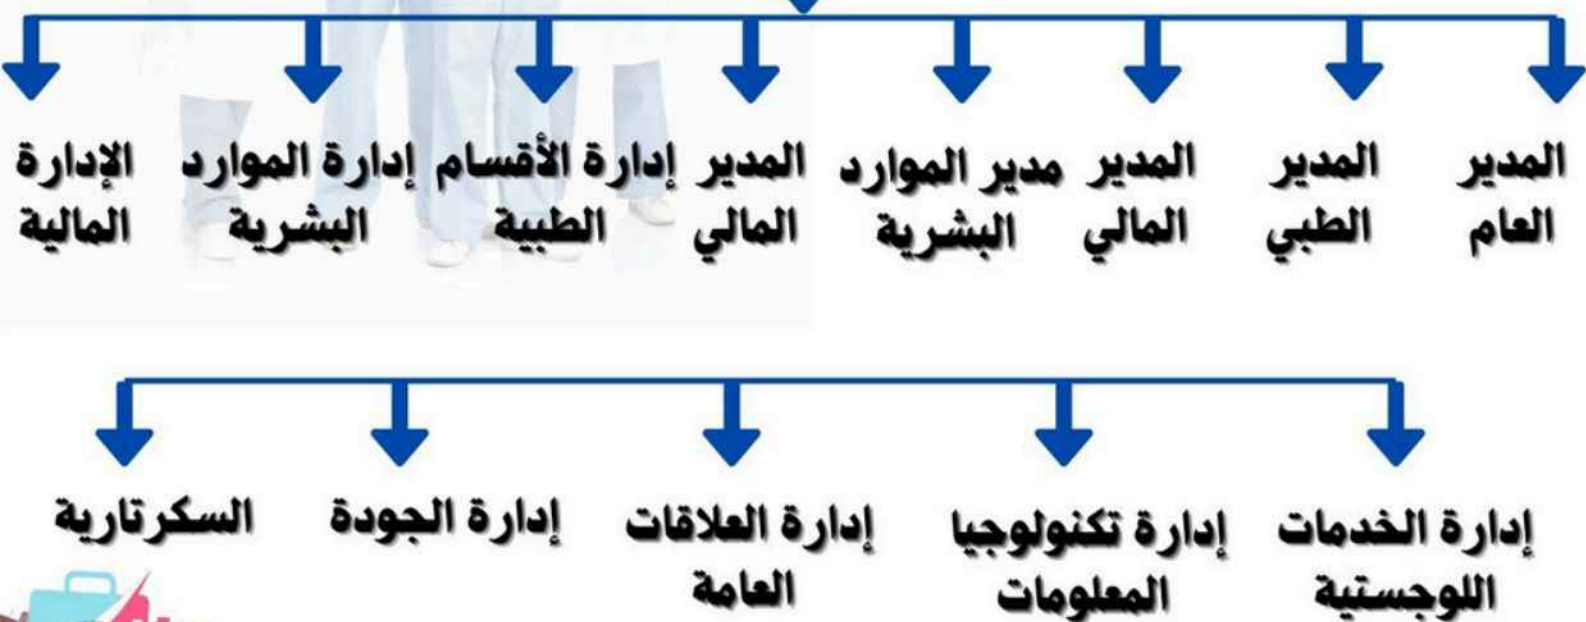 المدير
العام
المدير
الطبي
المدير
المالي
مدير الموارد
البشرية
المدير
المالي
إدارة الأقسام
الطبية
إدارة الموارد
البشرية
الإدارة
المالية
إدارة الخدمات
اللوجستية
إدارة تكنولوجيا
المعلومات
إدارة العلاقات
العامة
إدارة الجودة
السكرتارية